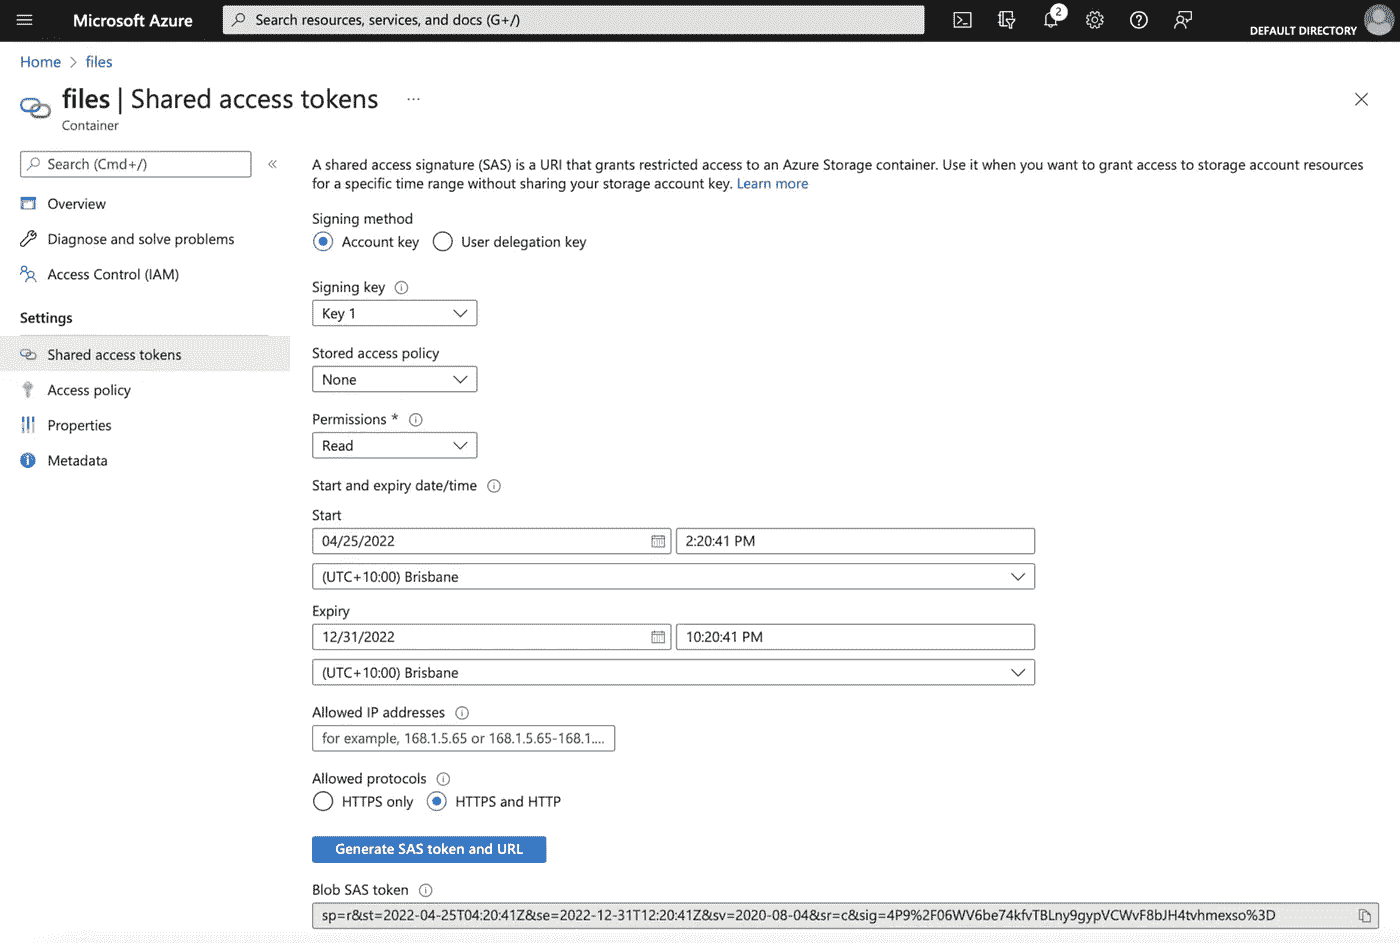 Microsoft Azure
Search resources, services, and docs (G+/)
2
DEFAULT DIRECTORY
Home > files
files | Shared access tokens ...
Container
Search (Cmd+/)
«
Overview
Diagnose and solve problems
Access Control (IAM)
Settings
Shared access tokens
Access policy
Properties
Metadata
A shared access signature (SAS) is a URI that grants restricted access to an Azure Storage container. Use it when you want to grant access to storage account resources
for a specific time range without sharing your storage account key. Learn more
Signing method
Account key User delegation key
Signing key
Key 1
Stored access policy
None
Permissions *
Read
Start and expiry date/time
Start
04/25/2022 2:20:41 PM
(UTC+10:00) Brisbane
Expiry
12/31/2022 10:20:41 PM
(UTC+10:00) Brisbane
Allowed IP addresses
for example, 168.1.5.65 or 168.1.5.65-168.1....
Allowed protocols
HTTPS only HTTPS and HTTP
Generate SAS token and URL
Blob SAS token
sp=r&st=2022-04-25T04:20:41Z&se=2022-12-31T12:20:41Z&sv=2020-08-04&sr=c&sig=4P9%2F06WV6be74kfvTBLny9gypVCWvF8bJH4tvhmexso%3D